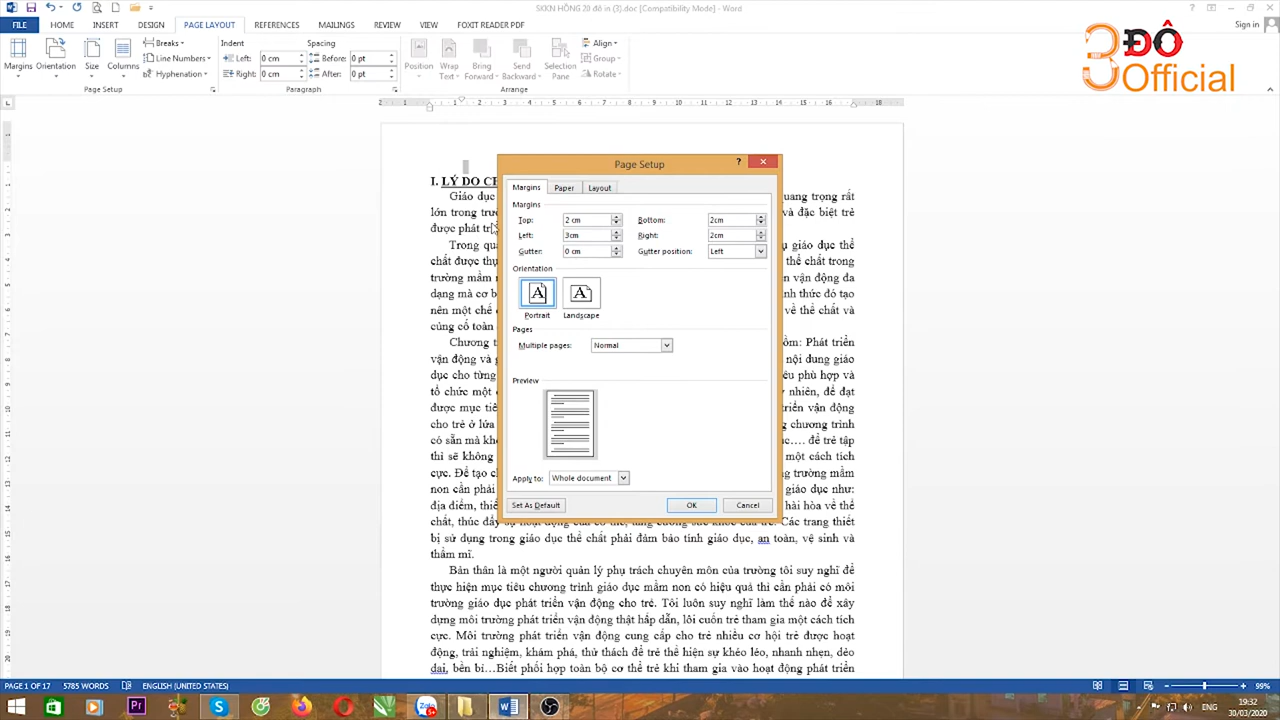 SKKN HỒNG 20 đô in (3).doc [Compatibility Mode] - Word
FILE HOME INSERT DESIGN PAGE LAYOUT REFERENCES MAILINGS REVIEW VIEW FOXIT READER PDF Sign in
Margins Orientation Size Columns Breaks Line Numbers Hyphenation
Page Setup
Indent Spacing
Left: 0 cm Before: 0 pt
Right: 0 cm After: 0 pt
Paragraph
Position Wrap Text Bring Forward Send Backward Selection Pane Align Group Rotate
Arrange
3 ĐÔ Official
Page Setup
Margins Paper Layout
Margins
Top: 2 cm Bottom: 2cm
Left: 3cm Right: 2cm
Gutter: 0 cm Gutter position: Left
Orientation
Portrait Landscape
Pages
Multiple pages: Normal
Preview
Apply to: Whole document
Set As Default OK Cancel
I. LÝ DO
Giáo dục quang trọng rất
lớn trong và đặc biệt trẻ
được phát
Trong giáo dục thể
chất được thể chất trong
trường mầm vận động đa
dạng mà cơ thức đó tạo
nên một chế về thể chất và
củng cố toàn
Chương Phát triển
vận động và nội dung giáo
dục cho từng phù hợp và
tổ chức một nhiên, để đạt
được mục vận động
cho trẻ ở lứa chương trình
có sẵn mà để trẻ tập
thì sẽ không một cách tích
cực. Để tạo trường mầm
non cần phải giáo dục như:
địa điểm, hài hòa về thể
chất, thúc đẩy Các trang thiết
bị sử dụng trong giáo dục thể chất phải đảm bảo tính giáo dục, an toàn, vệ sinh và
thẩm mĩ.
Bản thân là một người quản lý phụ trách chuyên môn của trường tôi suy nghĩ để
thực hiện mục tiêu chương trình giáo dục mầm non có hiệu quả thì cần phải có môi
trường giáo dục phát triển vận động cho trẻ. Tôi luôn suy nghĩ làm thế nào để xây
dựng môi trường phát triển vận động thật hấp dẫn, lôi cuốn trẻ tham gia một cách tích
cực. Môi trường phát triển vận động cung cấp cho trẻ nhiều cơ hội trẻ được hoạt
động, trải nghiệm, khám phá, thử thách để trẻ thể hiện sự khéo léo, nhanh nhẹn, dẻo
dai, bền bỉ…Biết phối hợp toàn bộ cơ thể trẻ khi tham gia vào hoạt động phát triển
PAGE 1 OF 17 5785 WORDS ENGLISH (UNITED STATES) 99%
ENG 19:32
30/03/2020